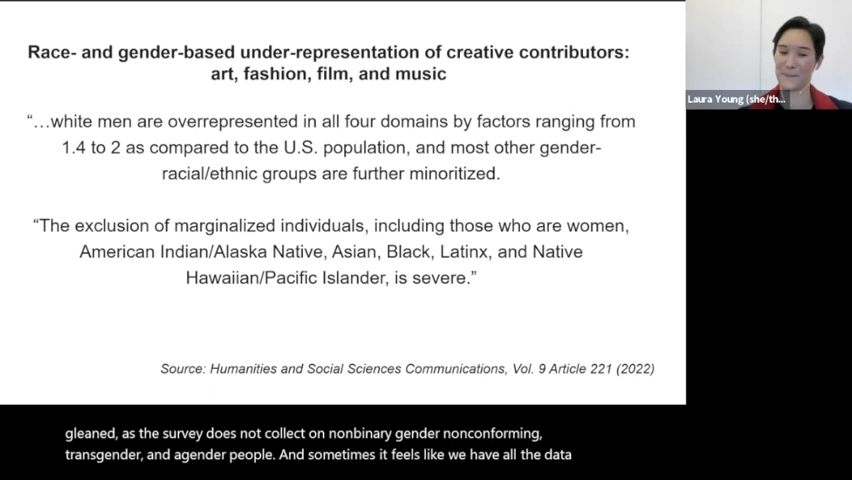 Race- and gender-based under-representation of creative contributors:
art, fashion, film, and music
“…white men are overrepresented in all four domains by factors ranging from
1.4 to 2 as compared to the U.S. population, and most other gender-
racial/ethnic groups are further minoritized.
“The exclusion of marginalized individuals, including those who are women,
American Indian/Alaska Native, Asian, Black, Latinx, and Native
Hawaiian/Pacific Islander, is severe.”
Source: Humanities and Social Sciences Communications, Vol. 9 Article 221 (2022)
Laura Young (she/th...
gleaned, as the survey does not collect on nonbinary gender nonconforming,
transgender, and agender people. And sometimes it feels like we have all the data